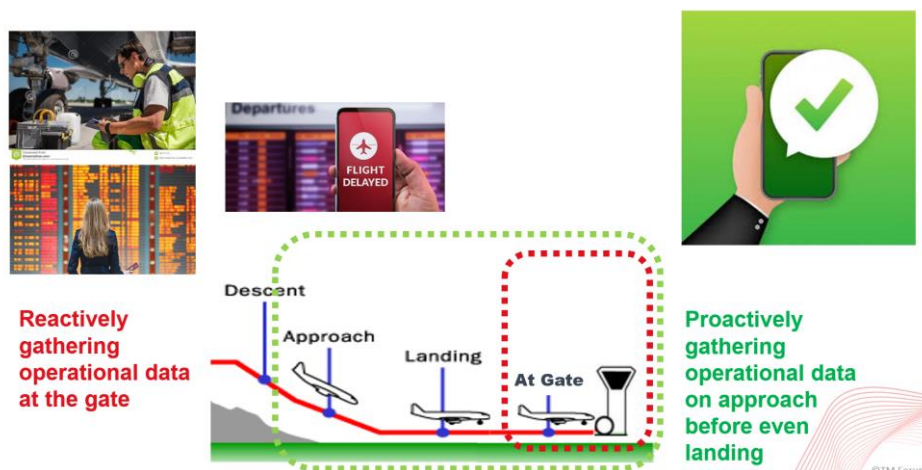 Departures
FLIGHT
DELAYED
Reactively
gathering
operational data
at the gate
Descent
Approach
Landing
At Gate
Proactively
gathering
operational data
on approach
before even
landing